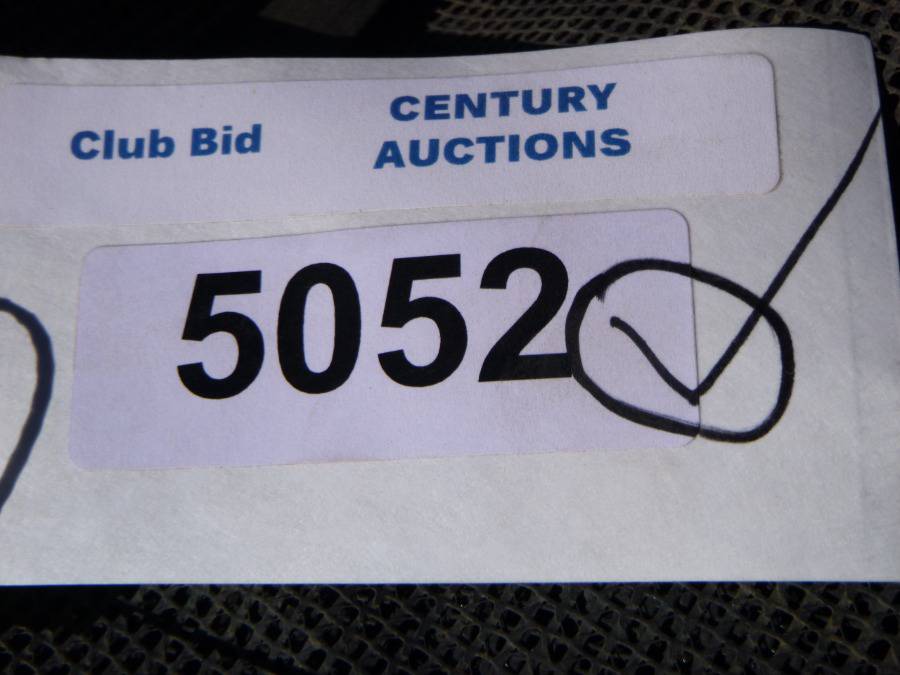 Club Bid
CENTURY
AUCTIONS
5052